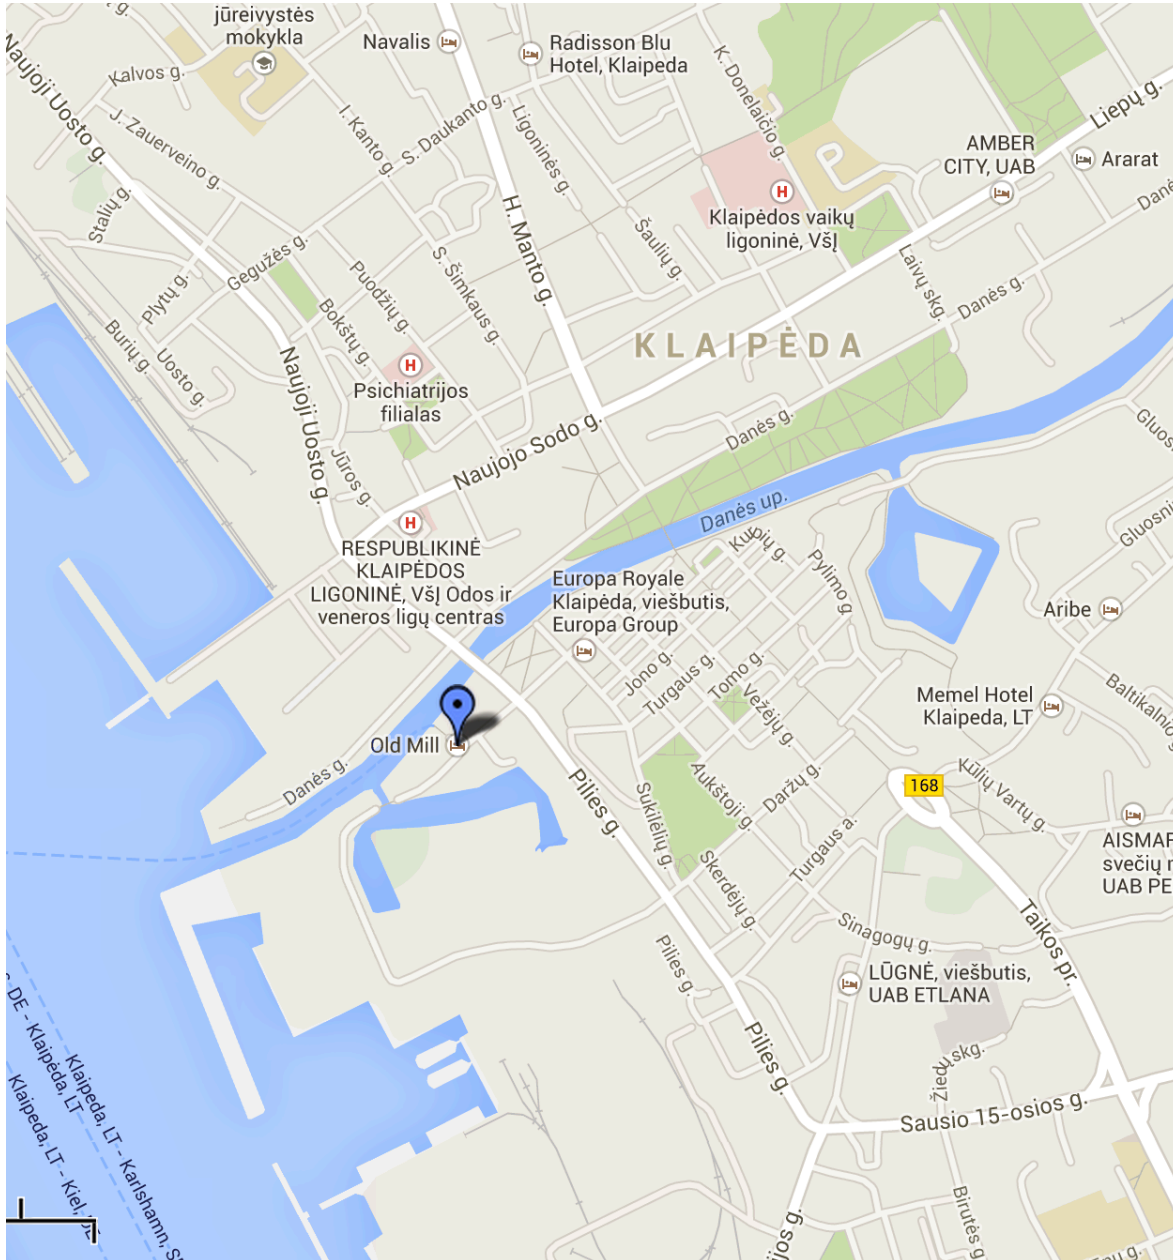 jūreivystės
mokykla
Navalis
Radisson Blu
Hotel, Klaipeda
K. Donelaičio g.
Liepų g.
Naujoji Uosto g.
Kalvos g.
J. Zauerveino g.
I. Kanto g.
S. Daukanto g.
Ligoninės g.
AMBER
CITY, UAB
Ararat
Stalių g.
H. Manto g.
Šaulių g.
Klaipėdos vaikų
ligoninė, VšĮ
Gegužės g.
Plytų g.
Puodžių g.
S. Šimkaus g.
Laivų skg.
Danės g.
Burių g.
Uosto g.
Bokštų g.
Naujoji Uosto g.
KLAIPĖDA
Psichiatrijos
filialas
Danės g.
Naujojo Sodo g.
Jūros g.
Danės up.
RESPUBLIKINĖ
KLAIPĖDOS
LIGONINĖ, VšĮ Odos ir
veneros ligų centras
Kurpių g.
Pylimo g.
Europa Royale
Klaipėda, viešbutis,
Europa Group
Aribe
Jono g.
Turgaus g.
Tomo g.
Vežėjų g.
Memel Hotel
Klaipeda, LT
Old Mill
Danės g.
Pilies g.
Sukilėlių g.
Aukštoji g.
Daržų g.
168
Kūlių Vartų g.
Turgaus a.
Skerdėjų g.
Sinagogų g.
Taikos pr.
Pilies g.
LŪGNĖ, viešbutis,
UAB ETLANA
Pilies g.
Žiedų skg.
Sausio 15-osios g.
Birutės g.
DE - Klaipėda, LT
Klaipeda, LT - Karlshamn,
Klaipeda, LT - Kiel,